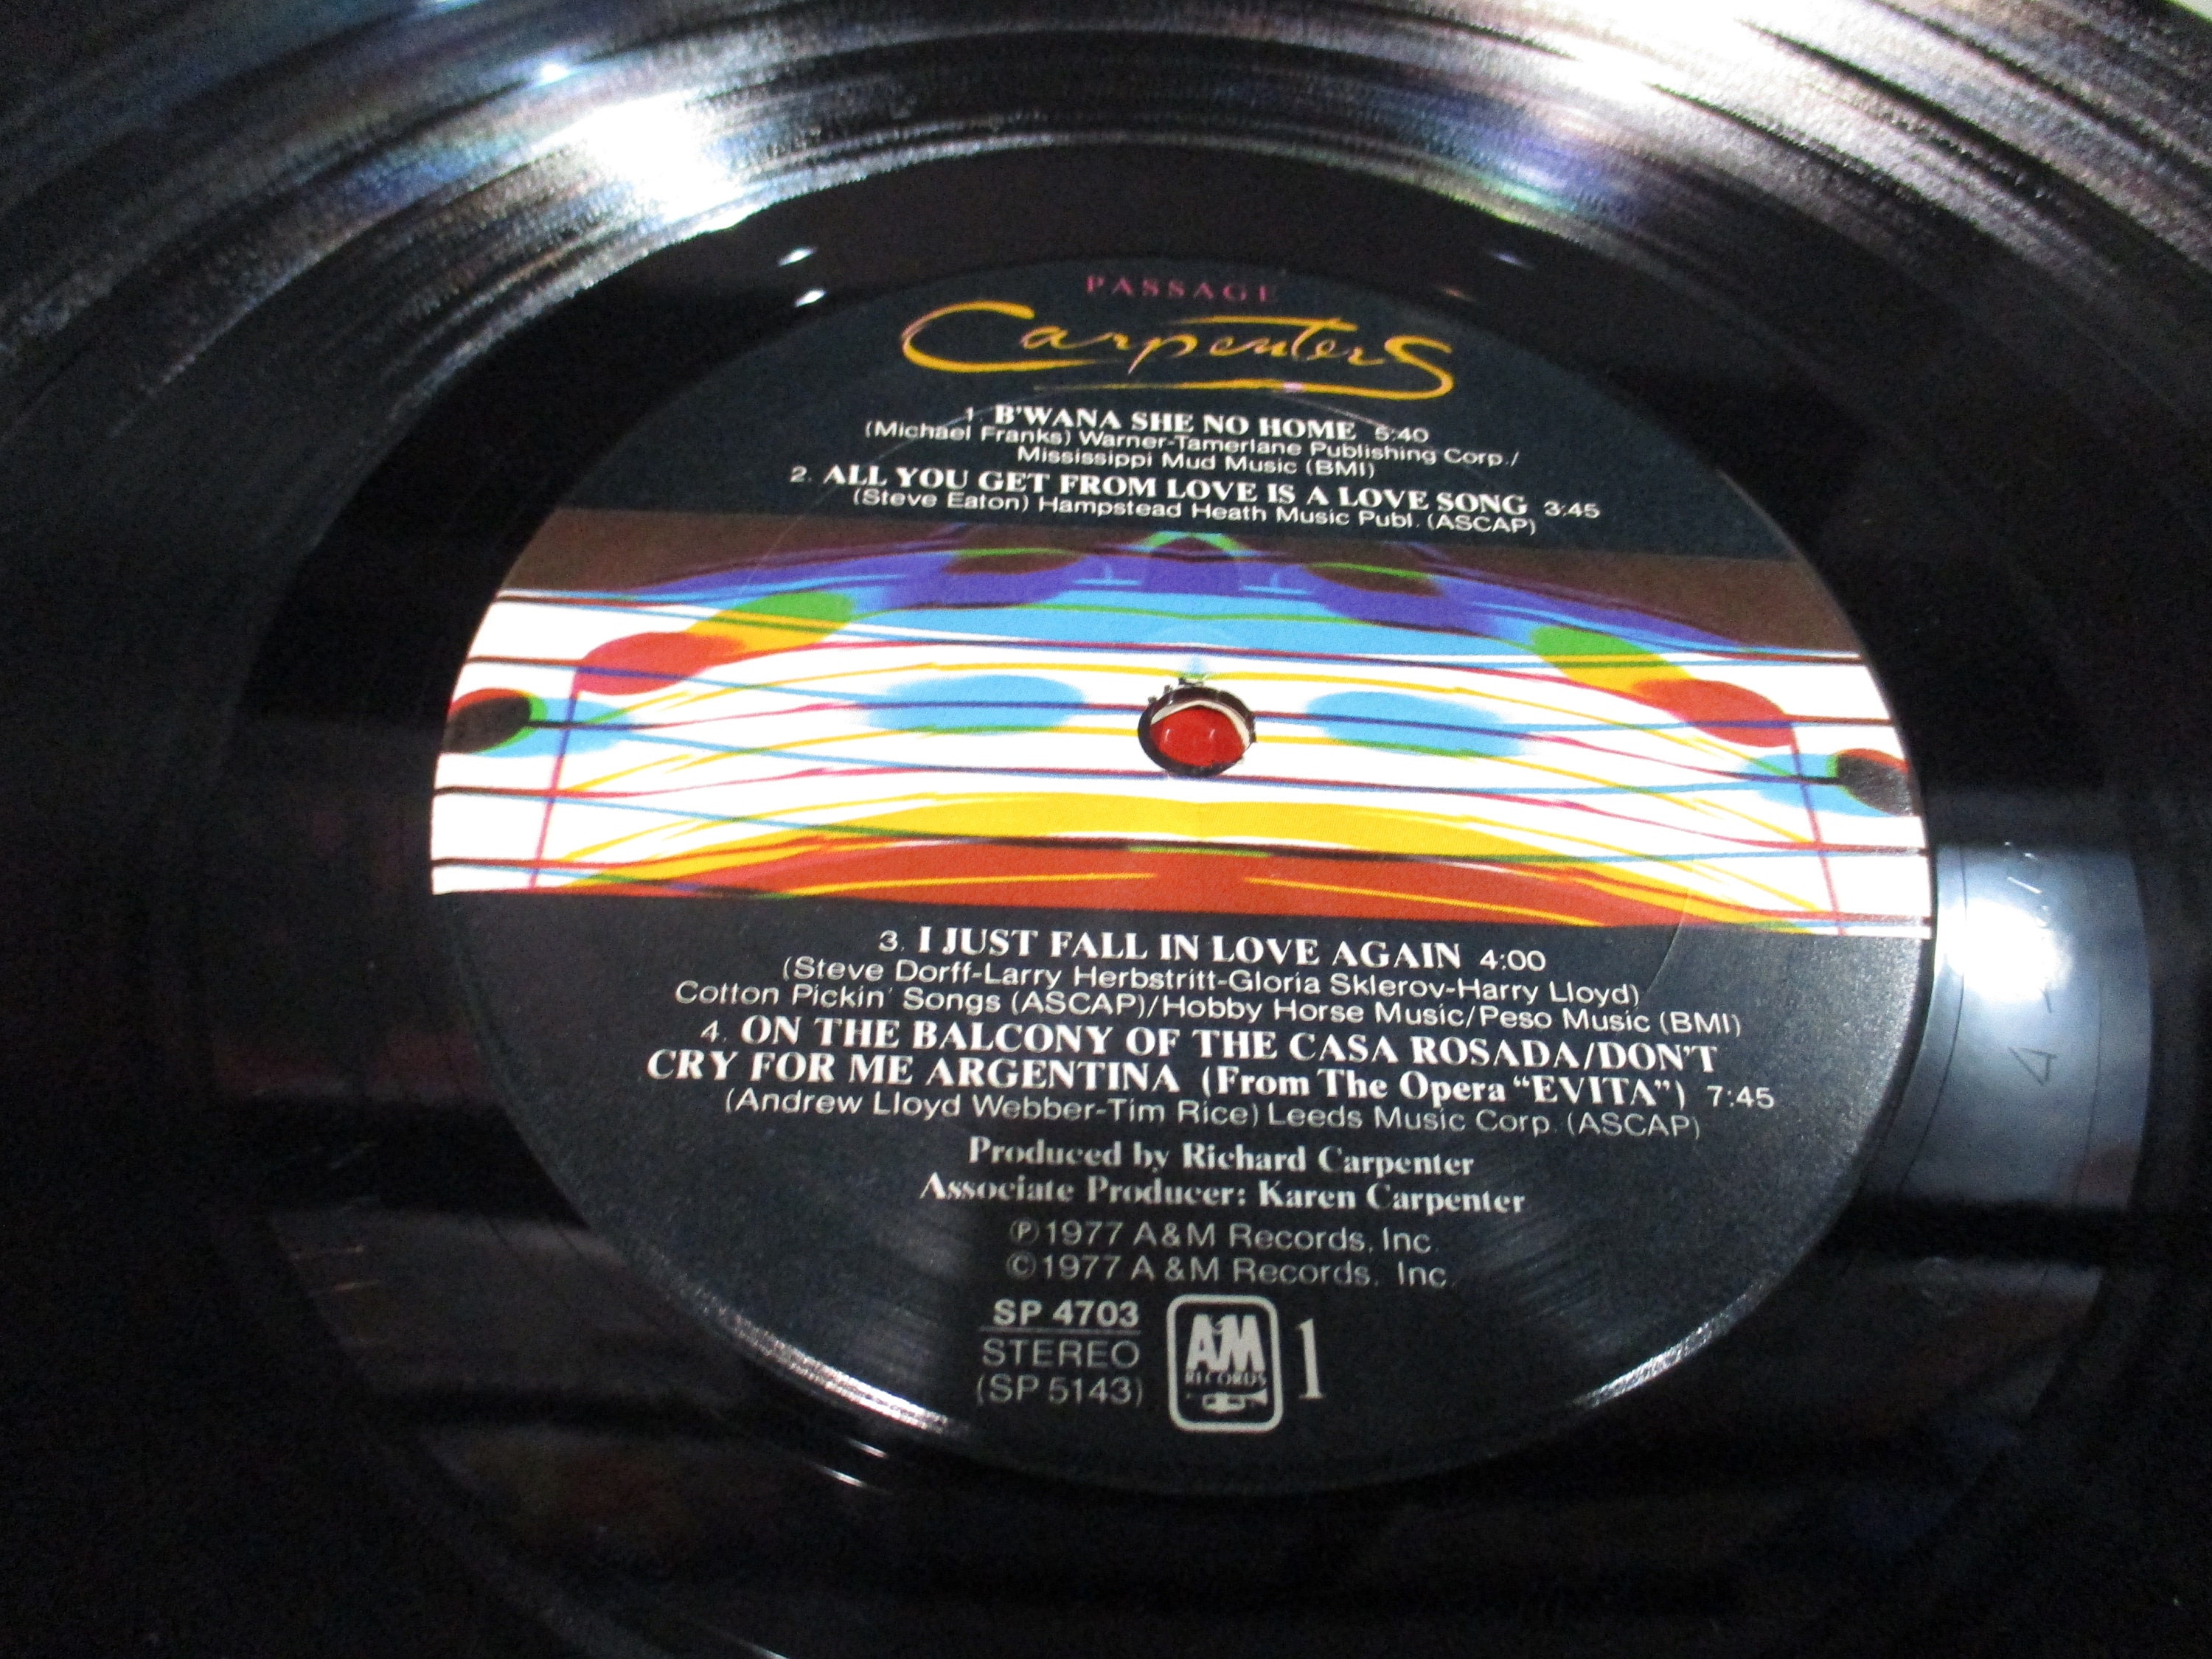 PASSAGE
Carpenters
1. B'WANA SHE NO HOME 5:40
(Michael Franks) Warner-Tamerlane Publishing Corp./
Mississippi Mud Music (BMI)
2. ALL YOU GET FROM LOVE IS A LOVE SONG 3:45
(Steve Eaton) Hampstead Heath Music Publ. (ASCAP)
3. I JUST FALL IN LOVE AGAIN 4:00
(Steve Dorff-Larry Herbstritt-Gloria Sklerov-Harry Lloyd)
Cotton Pickin' Songs (ASCAP)/Hobby Horse Music/Peso Music (BMI)
4. ON THE BALCONY OF THE CASA ROSADA/DON'T
CRY FOR ME ARGENTINA (From The Opera "EVITA") 7:45
(Andrew Lloyd Webber-Tim Rice) Leeds Music Corp. (ASCAP)
Produced by Richard Carpenter
Associate Producer: Karen Carpenter
℗1977 A&M Records, Inc.
©1977 A&M Records, Inc.
SP 4703
STEREO
(SP 5143)
A&M
RECORDS
1